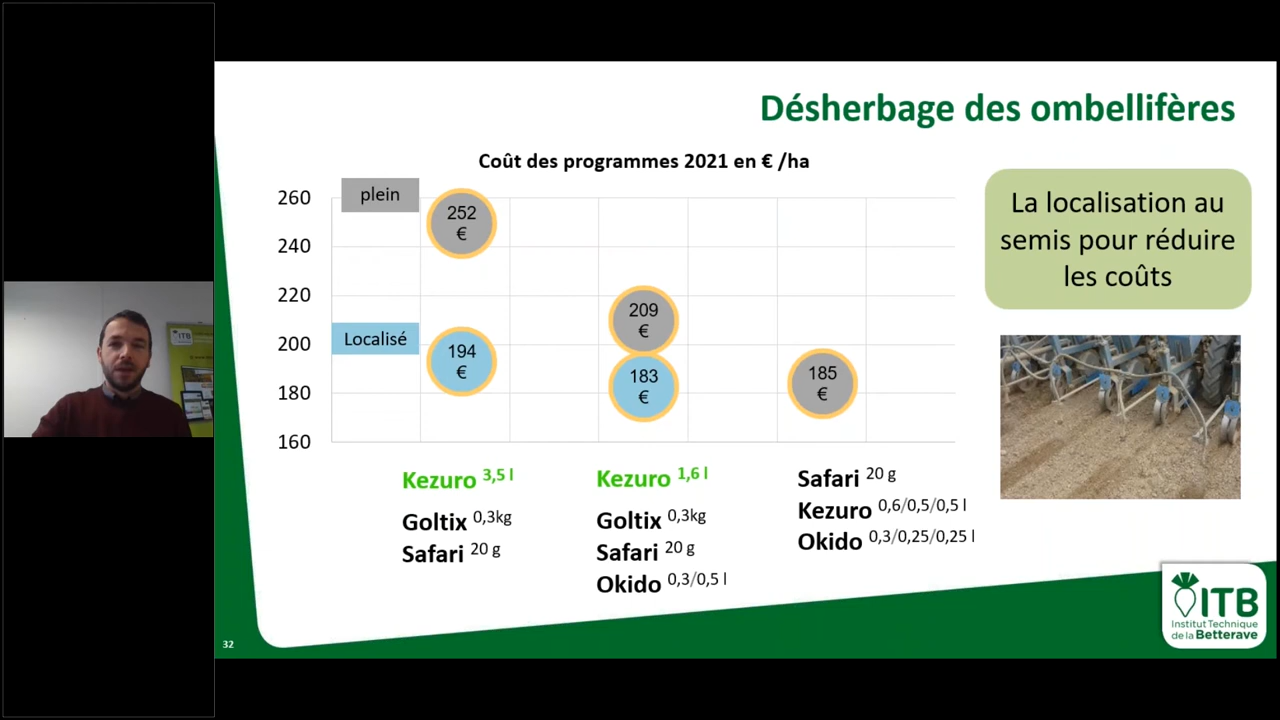 Désherbage des ombellifères
Coût des programmes 2021 en € /ha
La localisation au
semis pour réduire
les coûts
260
240
220
200
180
160
plein
Localisé
252
€
194
€
209
€
183
€
185
€
Kezuro 3,5 l
Goltix 0,3kg
Safari 20 g
Kezuro 1,6 l
Goltix 0,3kg
Safari 20 g
Okido 0,3/0,5 l
Safari 20 g
Kezuro 0,6/0,5/0,5 l
Okido 0,3/0,25/0,25 l
32
ITB
Institut Technique
de la Betterave
ITB